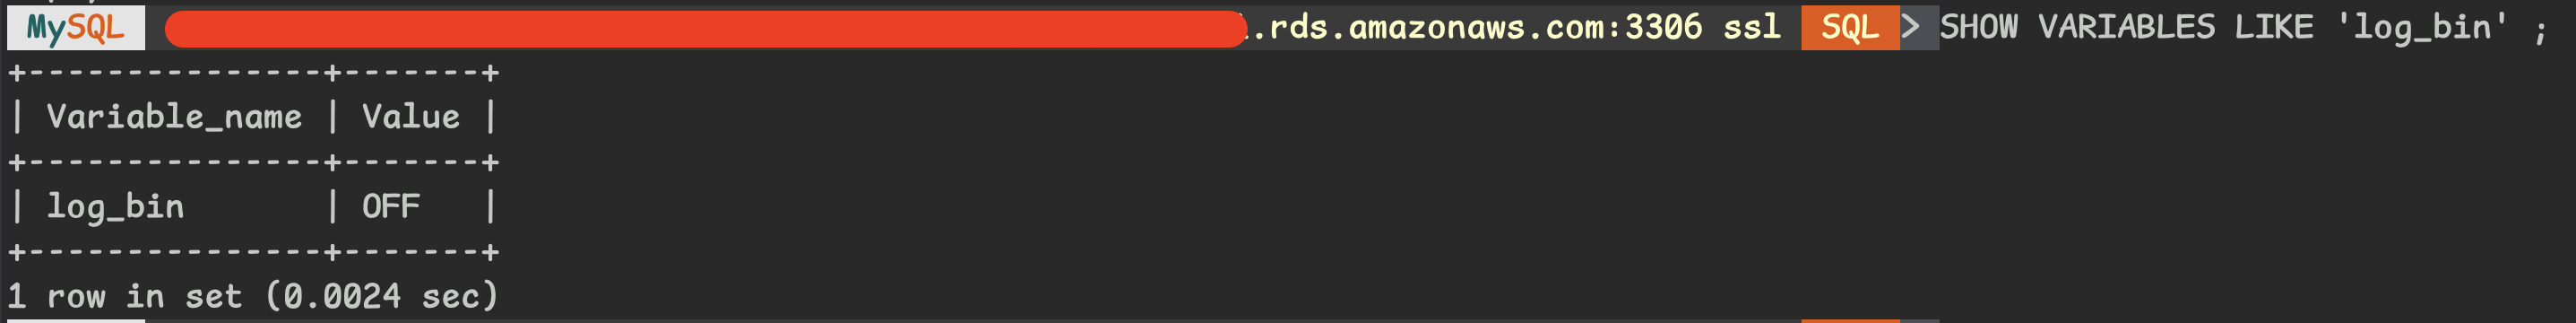 MySQL .rds.amazonaws.com:3306 ssl SQL > SHOW VARIABLES LIKE 'log_bin' ;
+---------------+-------+
| Variable_name | Value |
+---------------+-------+
| log_bin       | OFF   |
+---------------+-------+
1 row in set (0.0024 sec)